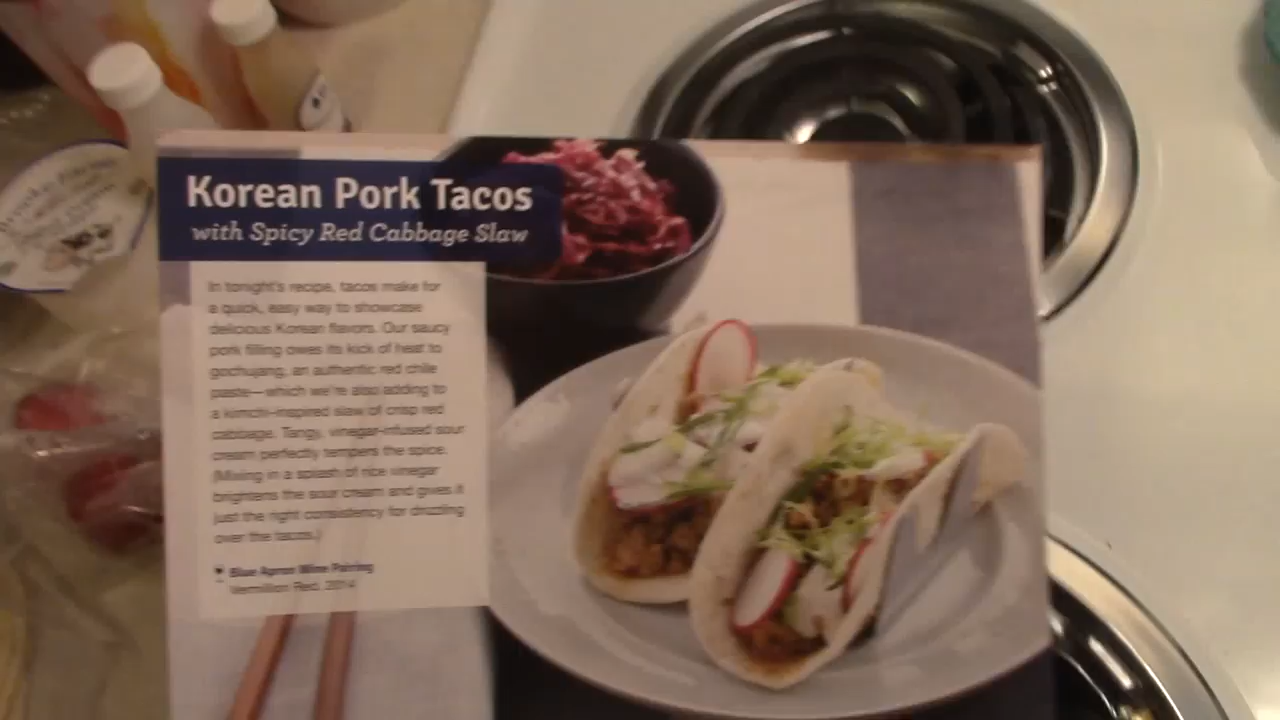 Korean Pork Tacos
with Spicy Red Cabbage Slaw
In tonight's recipe, tacos make for
a quick, easy way to showcase
delicious Korean flavors. Our saucy
pork filling owes its kick of heat to
gochujang, an authentic red chile
paste—which we're also adding to
a kimchi-inspired slaw of crisp red
cabbage. Tangy, vinegar-infused sour
cream perfectly tempers the spice.
(Mixing in a splash of rice vinegar
brightens the sour cream and gives it
just the right consistency for drizzling
over the tacos.)
Blue Apron Wine Pairing
Vermillion Red, 2014